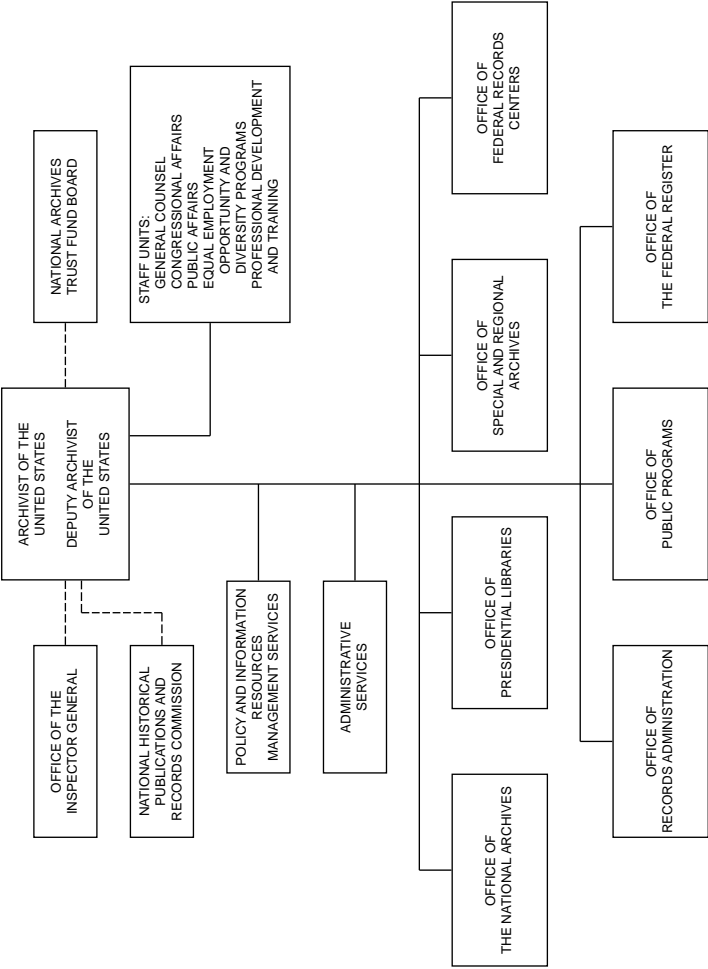 ARCHIVIST OF THE
UNITED STATES
DEPUTY ARCHIVIST
OF THE
UNITED STATES
OFFICE OF THE
INSPECTOR GENERAL
NATIONAL ARCHIVES
TRUST FUND BOARD
NATIONAL HISTORICAL
PUBLICATIONS AND
RECORDS COMMISSION
STAFF UNITS:
GENERAL COUNSEL
CONGRESSIONAL AFFAIRS
PUBLIC AFFAIRS
EQUAL EMPLOYMENT
OPPORTUNITY AND
DIVERSITY PROGRAMS
PROFESSIONAL DEVELOPMENT
AND TRAINING
POLICY AND INFORMATION
RESOURCES
MANAGEMENT SERVICES
ADMINISTRATIVE
SERVICES
OFFICE OF
THE NATIONAL ARCHIVES
OFFICE OF
PRESIDENTIAL LIBRARIES
OFFICE OF
SPECIAL AND REGIONAL
ARCHIVES
OFFICE OF
FEDERAL RECORDS
CENTERS
OFFICE OF
RECORDS ADMINISTRATION
OFFICE OF
PUBLIC PROGRAMS
OFFICE OF
THE FEDERAL REGISTER